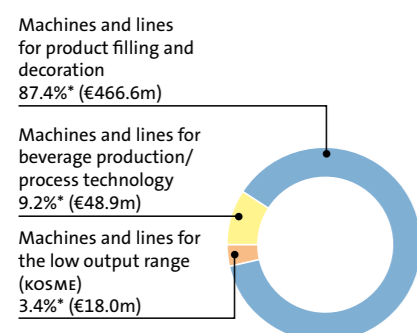 Machines and lines
for product filling and
decoration
87.4%* (€466.6m)
Machines and lines for
beverage production/
process technology
9.2%* (€48.9m)
Machines and lines for
the low output range
(KOSME)
3.4%* (€18.0m)